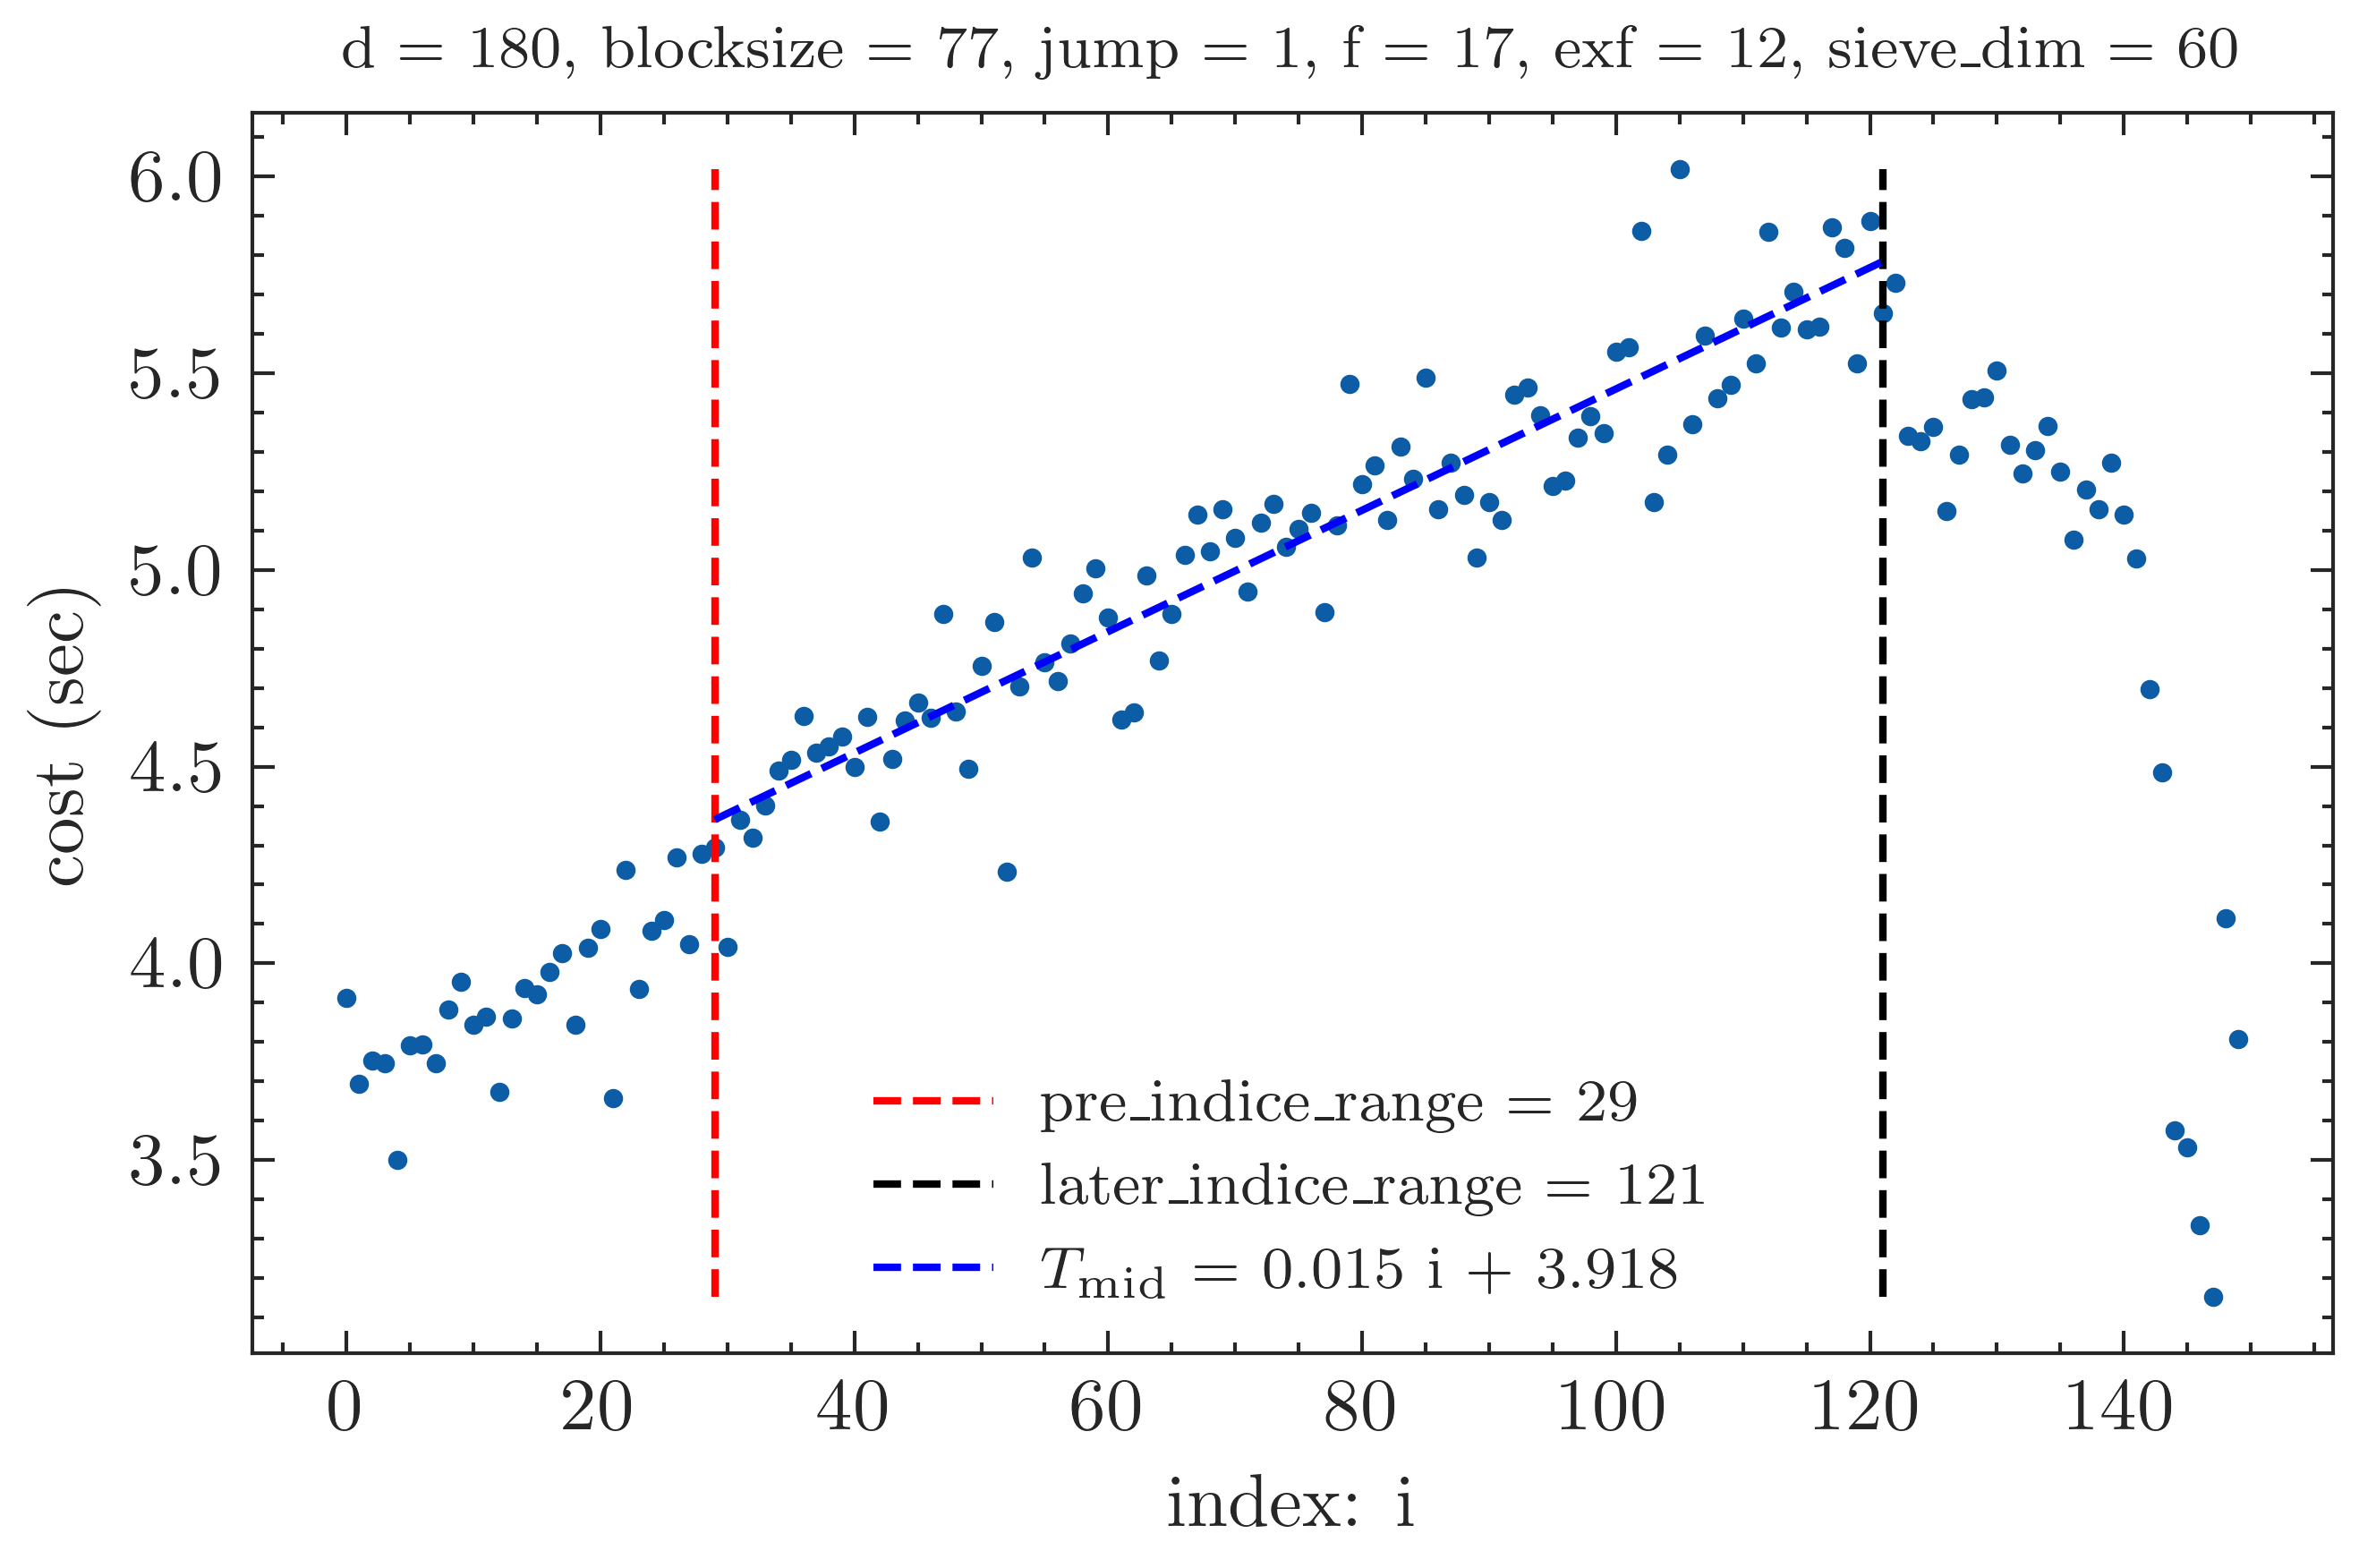 d = 180, blocksize = 77, jump = 1, f = 17, exf = 12, sieve_dim = 60
6.0
5.5
5.0
4.5
4.0
3.5
cost (sec)
pre_indice_range = 29
later_indice_range = 121
T_mid = 0.015 i + 3.918
0 20 40 60 80 100 120 140
index: i